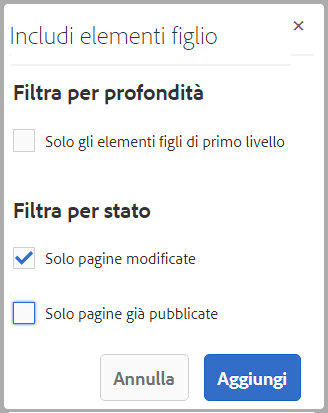 Includi elementi figlio
Filtra per profondità
Solo gli elementi figli di primo livello
Filtra per stato
Solo pagine modificate
Solo pagine già pubblicate
Annulla Aggiungi